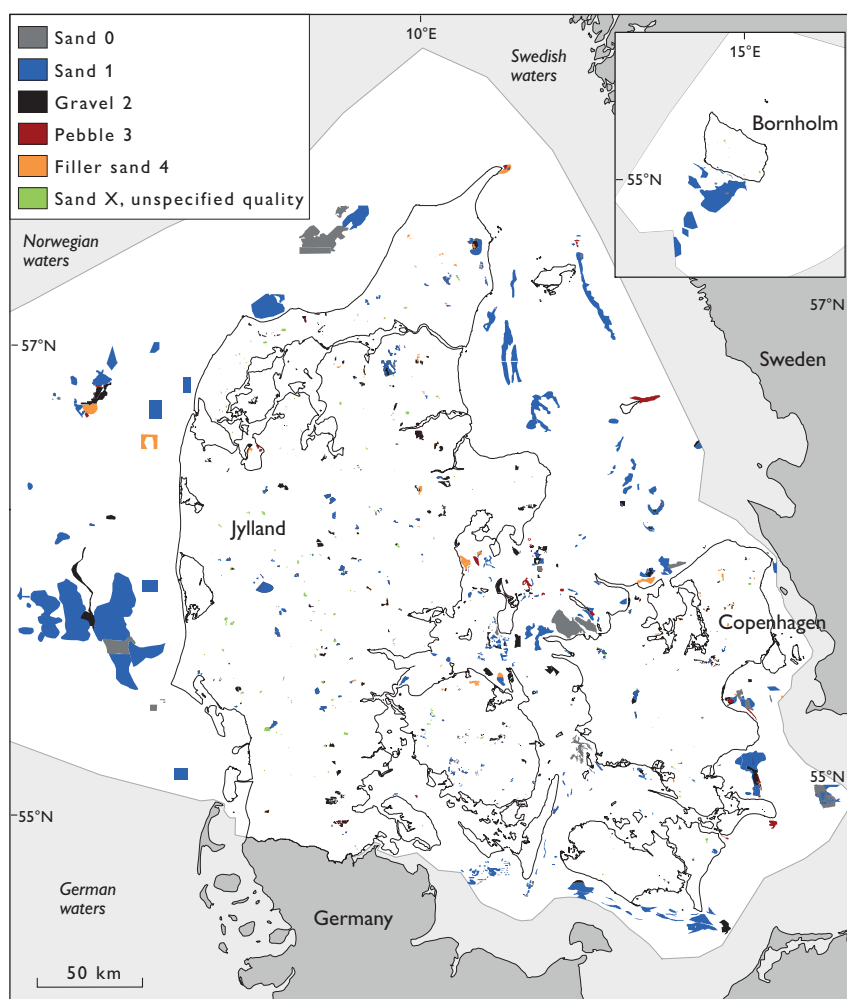 Sand 0
Sand 1
Gravel 2
Pebble 3
Filler sand 4
Sand X, unspecified quality
10°E
Swedish
waters
15°E
Bornholm
55°N
Norwegian
waters
57°N
57°N
Sweden
Jylland
Copenhagen
55°N
55°N
German
waters
Germany
50 km